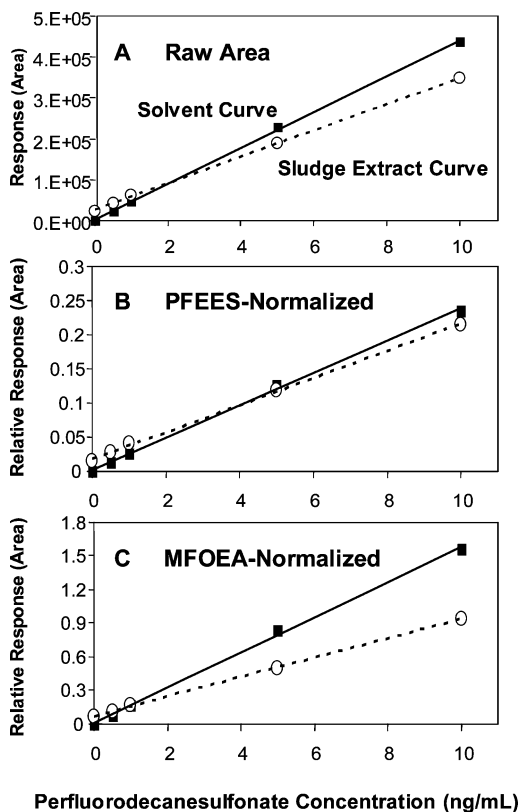 5.E+05
4.E+05
3.E+05
2.E+05
1.E+05
0.E+00
Response (Area)
A Raw Area
Solvent Curve
Sludge Extract Curve
0 2 4 6 8 10
0.3
0.25
0.2
0.15
0.1
0.05
0
Relative Response (Area)
B PFEES-Normalized
0 2 4 6 8 10
1.8
1.5
1.2
0.9
0.6
0.3
0
Relative Response (Area)
C MFOEA-Normalized
0 2 4 6 8 10
Perfluorodecanesulfonate Concentration (ng/mL)